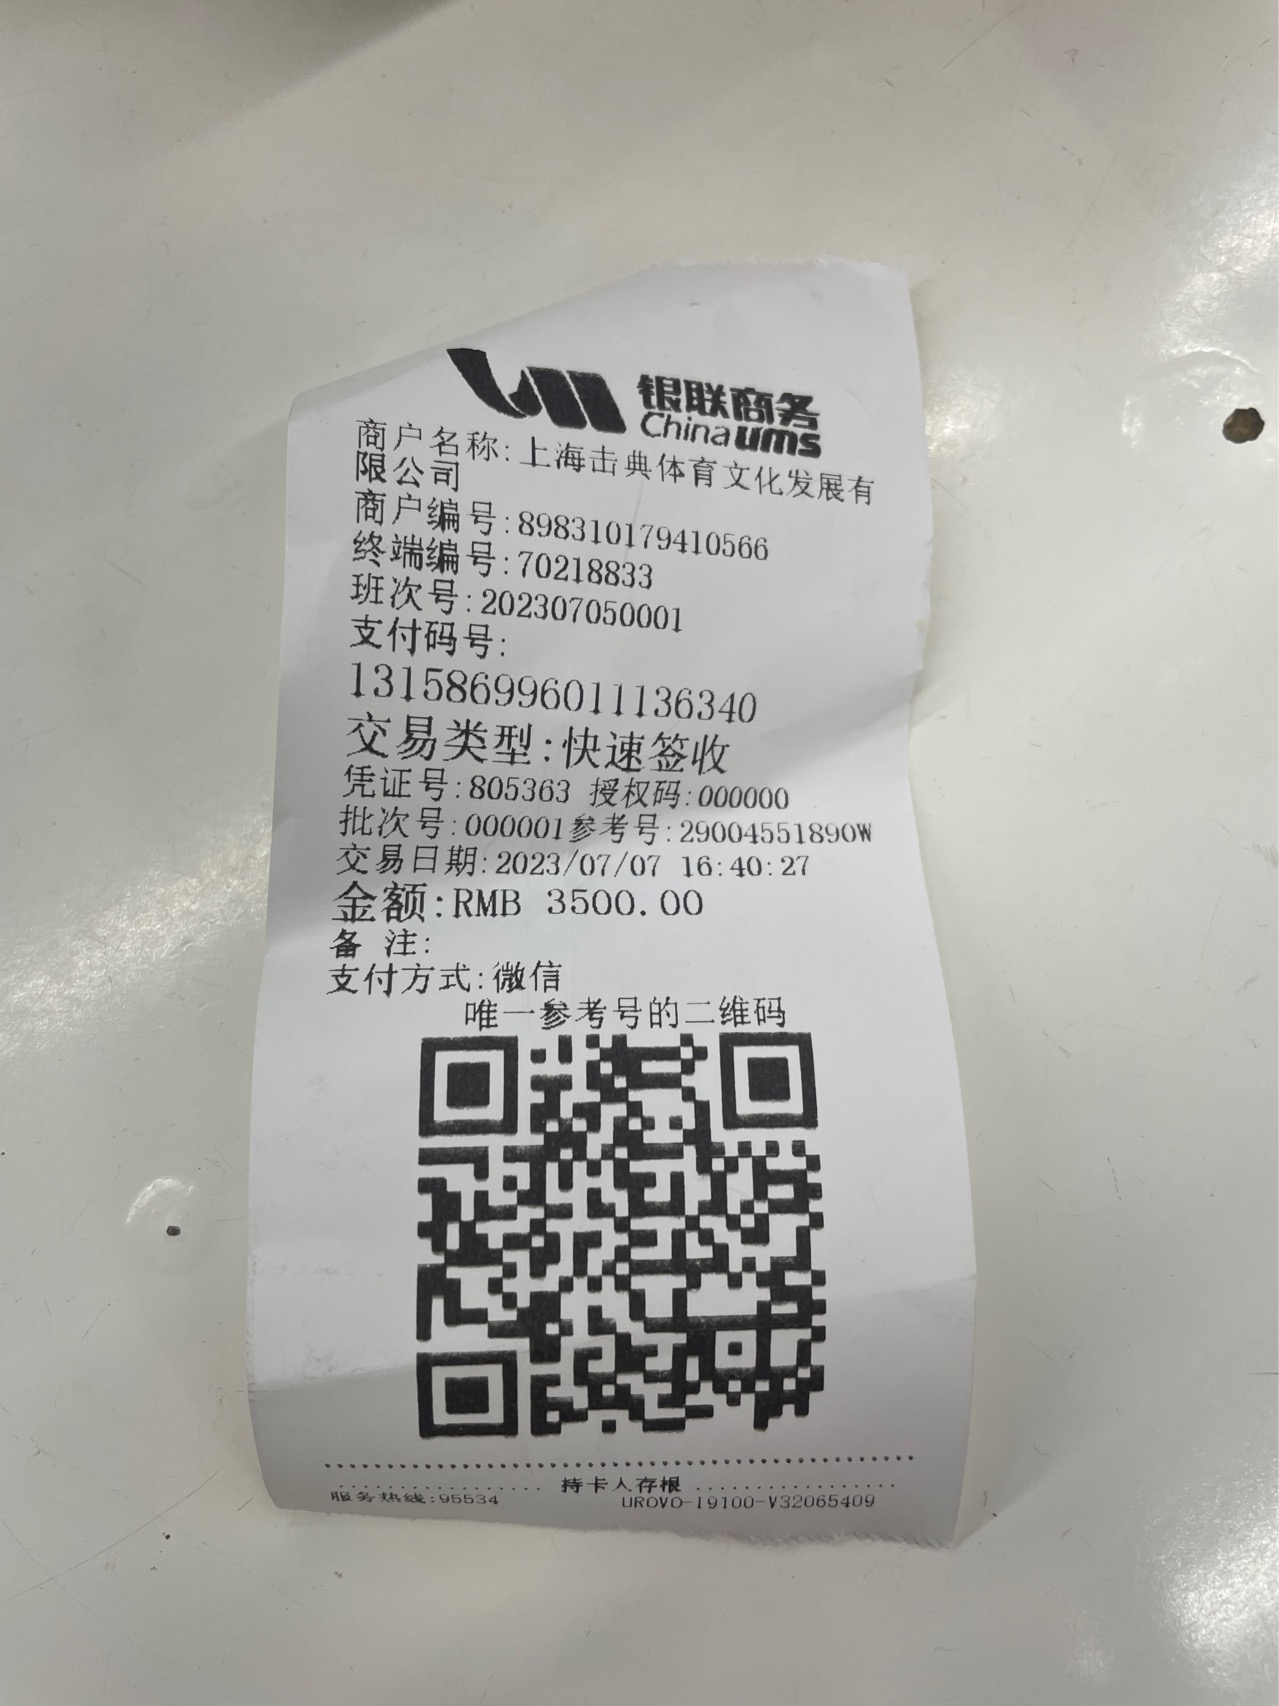 银联商务
Chinaums
商户名称:上海击典体育文化发展有
限公司
商户编号:898310179410566
终端编号:70218833
班次号:202307050001
支付码号:
131586996011136340
交易类型:快速签收
凭证号:805363 授权码:000000
批次号:000001参考号:29004551890W
交易日期:2023/07/07 16:40:27
金额:RMB 3500.00
备 注:
支付方式:微信
唯一参考号的二维码
持卡人存根
服务热线:95534 UROVO-I9100-V32065409